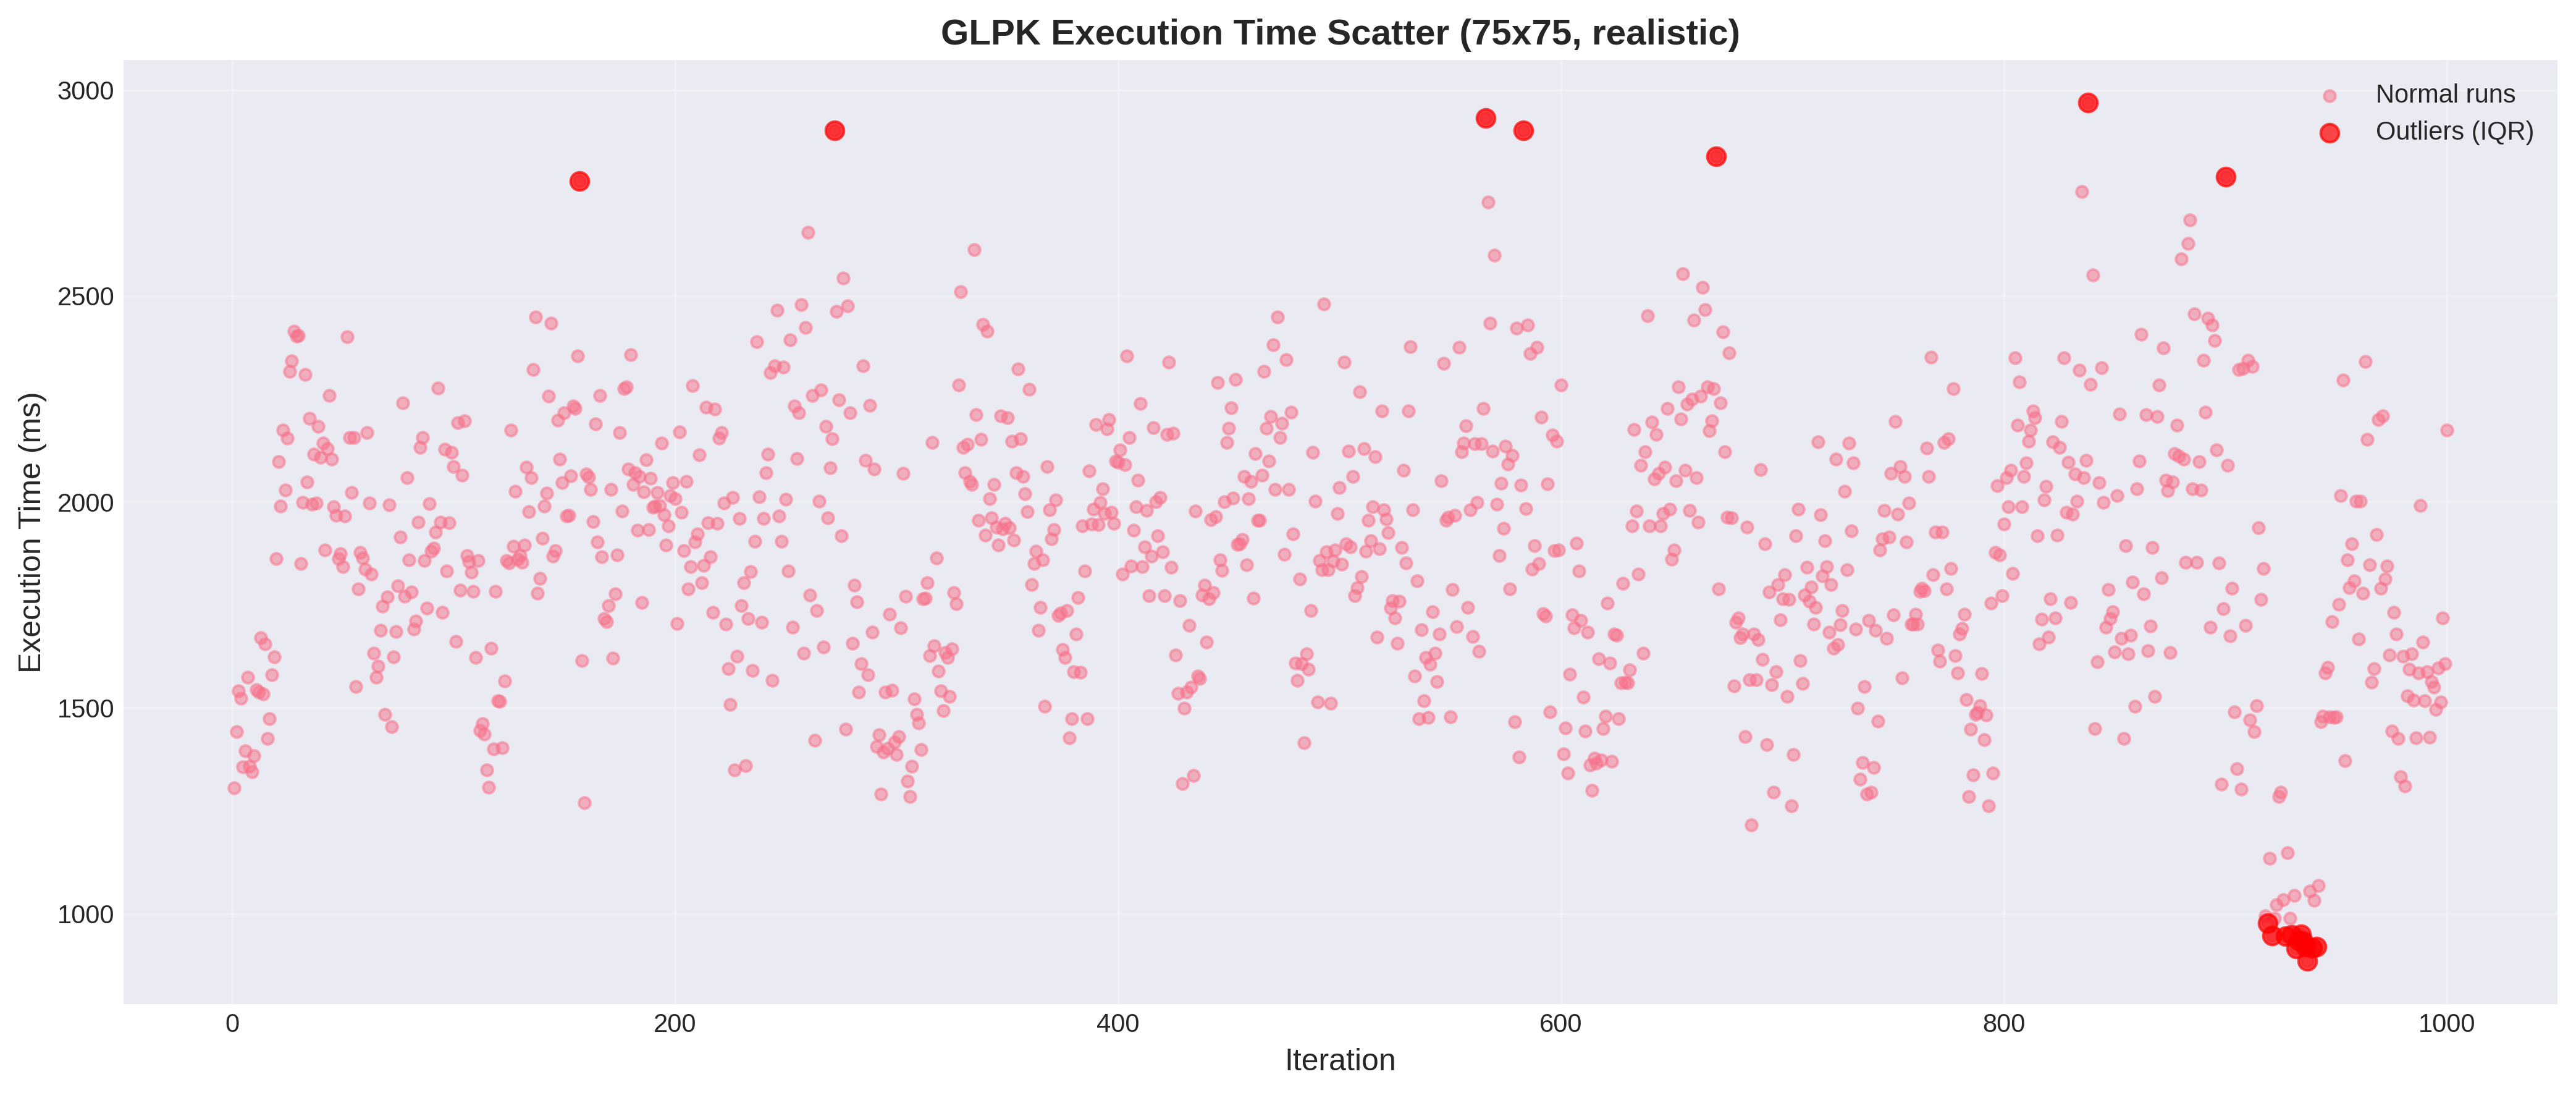 GLPK Execution Time Scatter (75x75, realistic)
Normal runs
Outliers (IQR)
Execution Time (ms)
3000
2500
2000
1500
1000
0
200
400
600
800
1000
Iteration